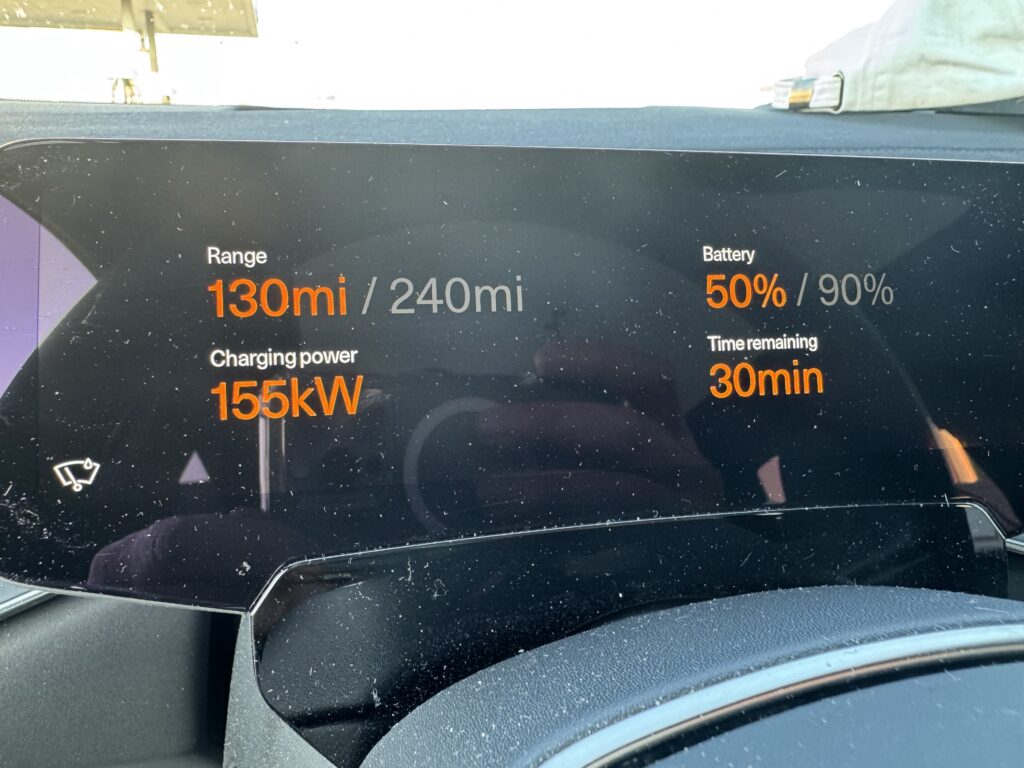 Range
130mi / 240mi
Charging power
155kW
Battery
50% / 90%
Time remaining
30min